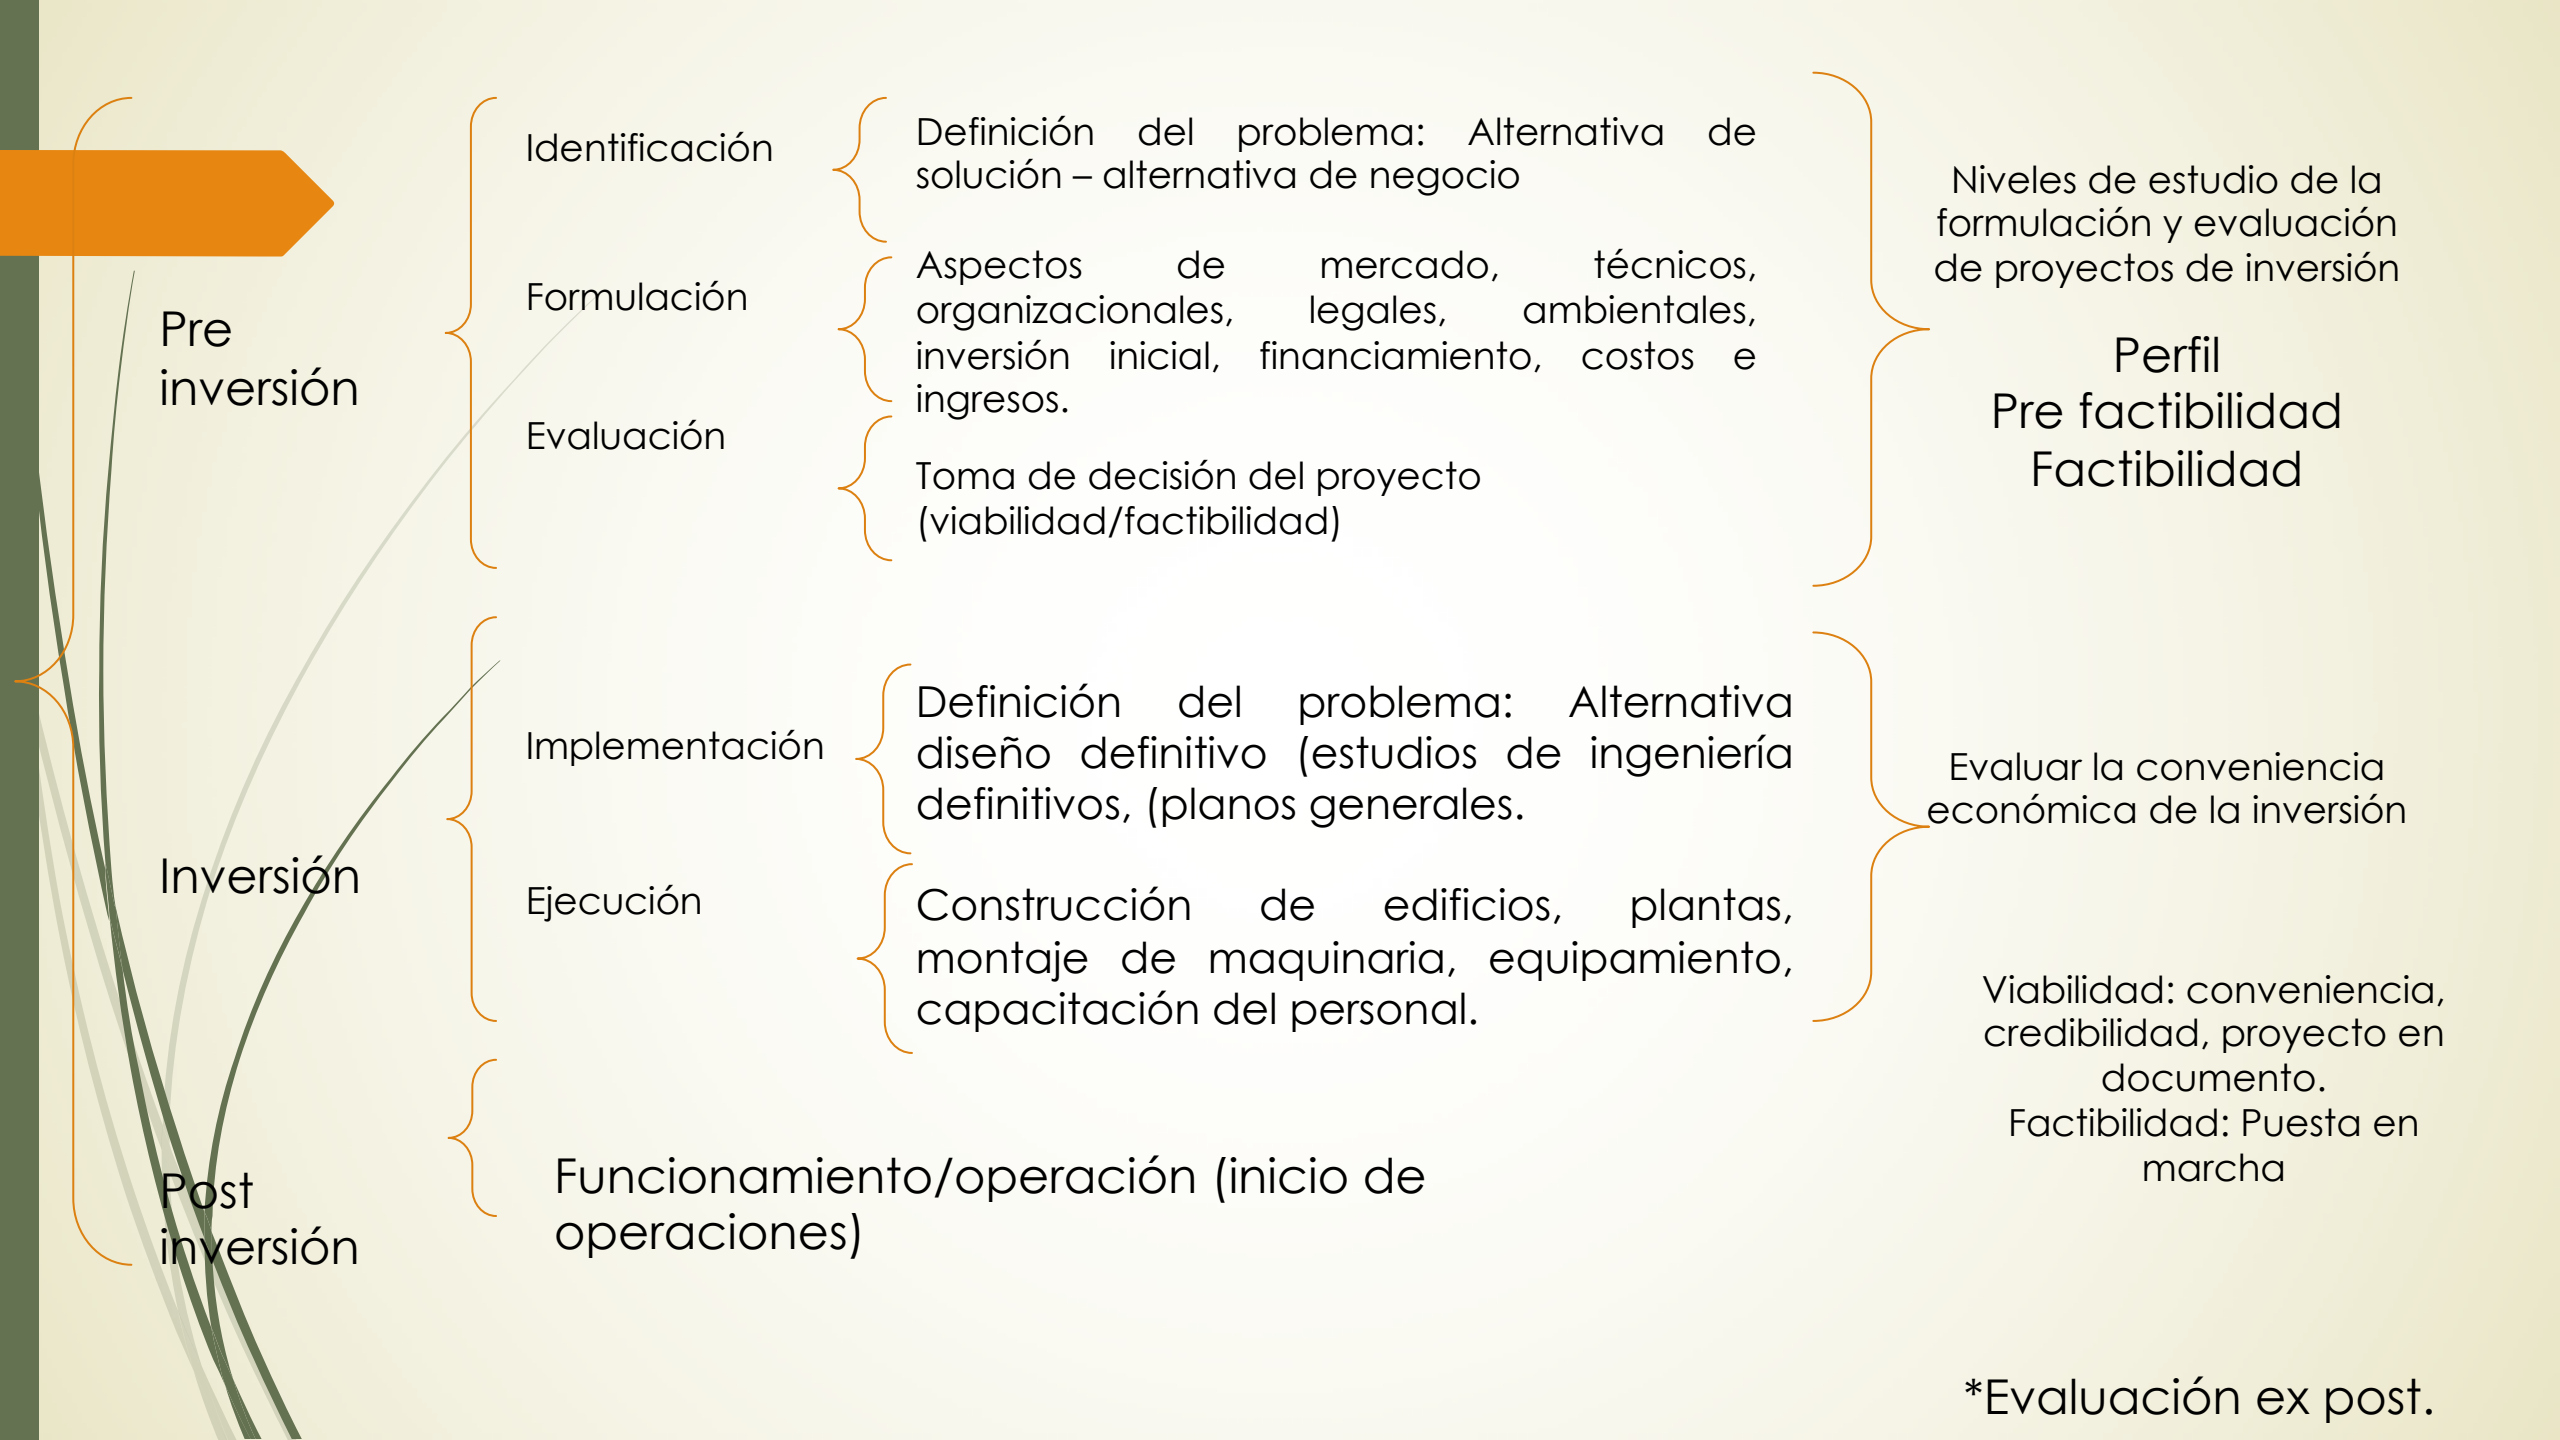 Pre
inversión
Identificación
Definición del problema: Alternativa de
solución – alternativa de negocio
Formulación
Aspectos de mercado, técnicos,
organizacionales, legales, ambientales,
inversión inicial, financiamiento, costos e
ingresos.
Evaluación
Toma de decisión del proyecto
(viabilidad/factibilidad)
Niveles de estudio de la
formulación y evaluación
de proyectos de inversión
Perfil
Pre factibilidad
Factibilidad
Inversión
Implementación
Definición del problema: Alternativa
diseño definitivo (estudios de ingeniería
definitivos, (planos generales.
Ejecución
Construcción de edificios, plantas,
montaje de maquinaria, equipamiento,
capacitación del personal.
Evaluar la conveniencia
económica de la inversión
Viabilidad: conveniencia,
credibilidad, proyecto en
documento.
Factibilidad: Puesta en
marcha
Post
inversión
Funcionamiento/operación (inicio de
operaciones)
*Evaluación ex post.